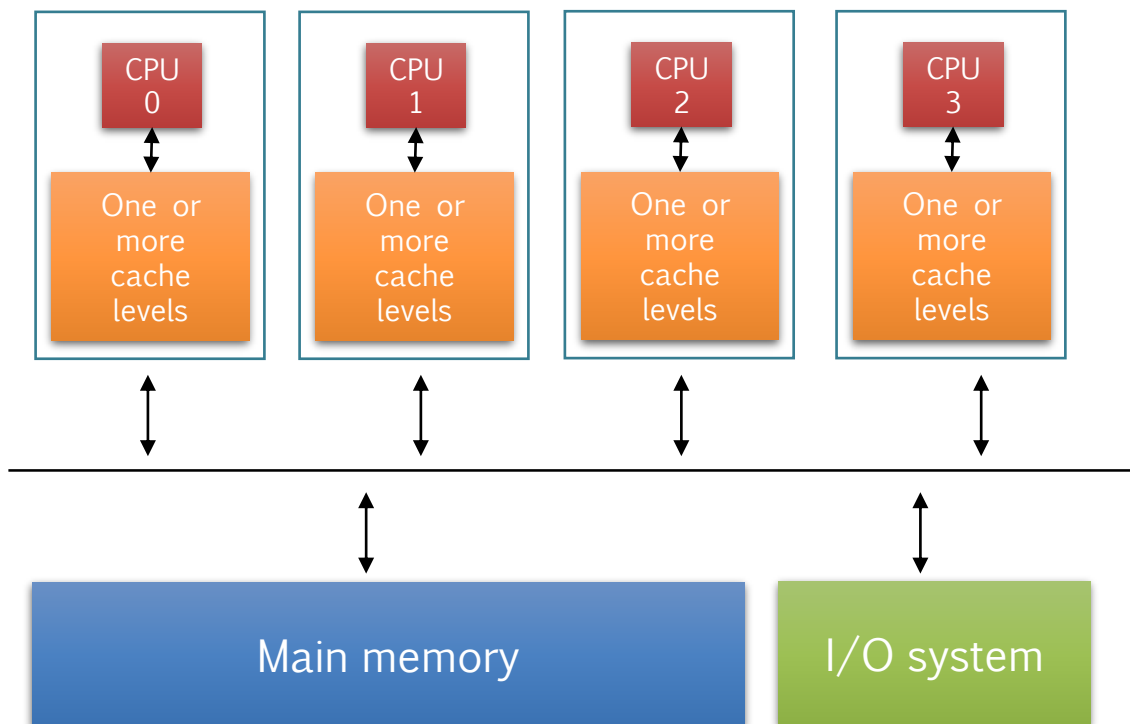 CPU
0
CPU
1
CPU
2
CPU
3
One or
more
cache
levels
One or
more
cache
levels
One or
more
cache
levels
One or
more
cache
levels
Main memory
I/O system